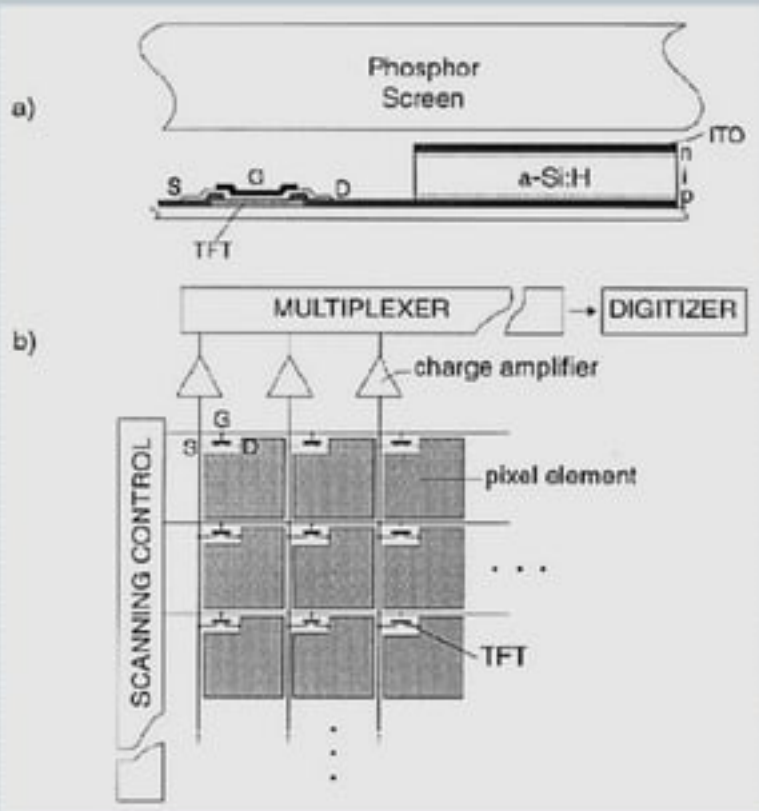 a)
Phosphor
Screen
ITO
n
a-Si:H
i
p
S
G
D
TFT
b)
MULTIPLEXER
DIGITIZER
charge amplifier
G
S
D
pixel element
SCANNING CONTROL
TFT